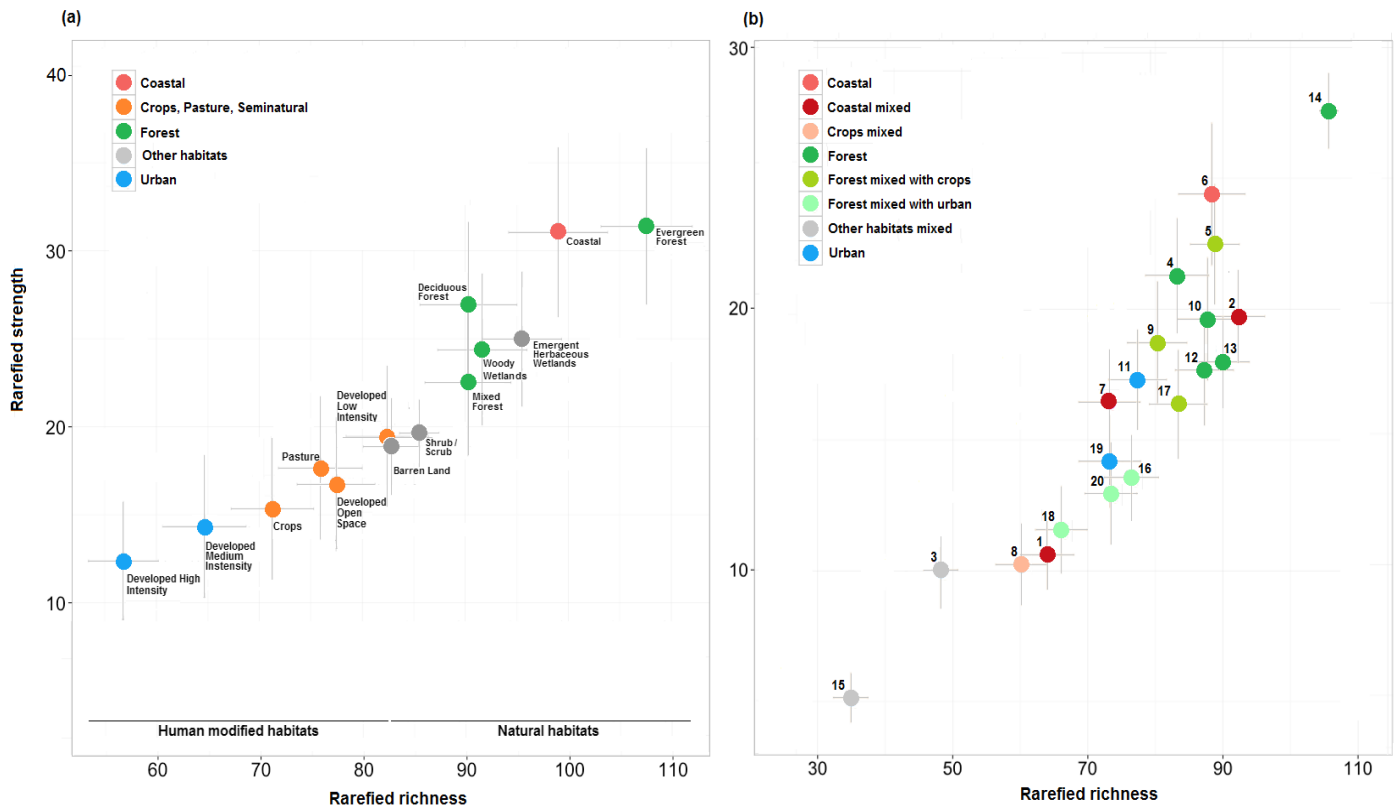 (a)
40
30
20
10
Rarefied strength
Coastal
Crops, Pasture, Seminatural
Forest
Other habitats
Urban
Coastal
Evergreen
Forest
Deciduous
Forest
Emergent
Herbaceous
Wetlands
Woody
Wetlands
Mixed
Forest
Developed
Low
Intensity
Shrub /
Scrub
Barren Land
Pasture
Developed
Open
Space
Crops
Developed
Medium
Instensity
Developed High
Intensity
Human modified habitats
Natural habitats
60
70
80
90
100
110
Rarefied richness
(b)
30
20
10
Coastal
Coastal mixed
Crops mixed
Forest
Forest mixed with crops
Forest mixed with urban
Other habitats mixed
Urban
14
6
5
4
10
2
9
13
12
11
17
7
19
16
20
18
1
8
3
15
30
50
70
90
110
Rarefied richness